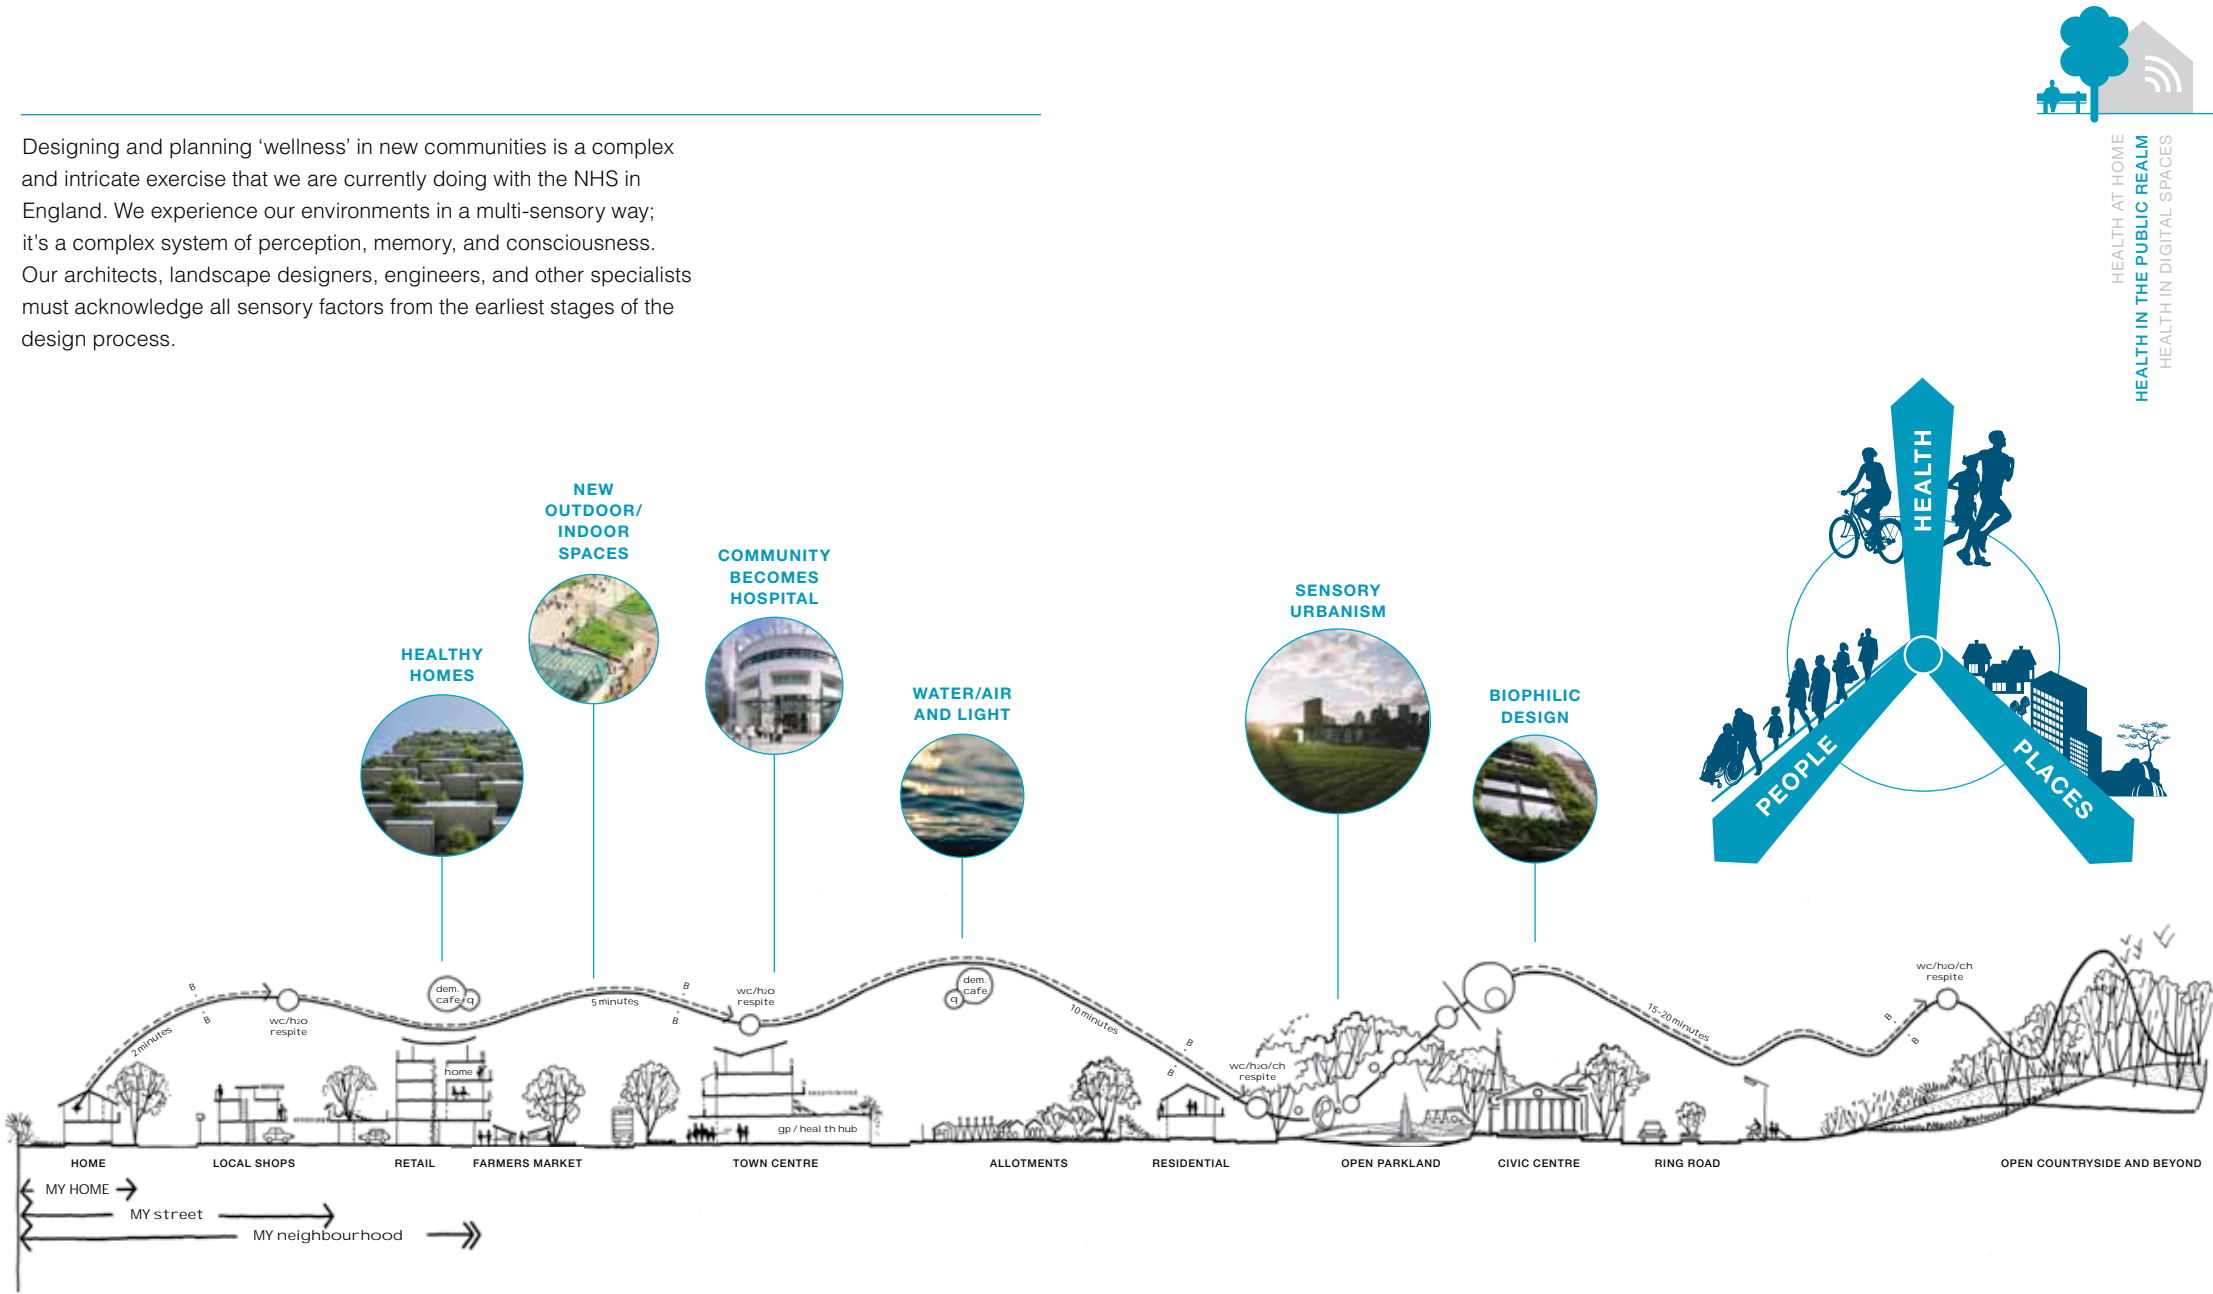 Designing and planning ‘wellness’ in new communities is a complex
and intricate exercise that we are currently doing with the NHS in
England. We experience our environments in a multi-sensory way;
it’s a complex system of perception, memory, and consciousness.
Our architects, landscape designers, engineers, and other specialists
must acknowledge all sensory factors from the earliest stages of the
design process.
HEALTH AT HOME
HEALTH IN THE PUBLIC REALM
HEALTH IN DIGITAL SPACES
HEALTH
PEOPLE
PLACES
HEALTHY
HOMES
NEW
OUTDOOR/
INDOOR
SPACES
COMMUNITY
BECOMES
HOSPITAL
WATER/AIR
AND LIGHT
SENSORY
URBANISM
BIOPHILIC
DESIGN
2 minutes
B
B
wc/h2o
respite
dem.
cafe
q
5 minutes
B
B
wc/h2o
respite
dem.
cafe
q
10 minutes
B
B
wc/h2o/ch
respite
15-20 minutes
B
B
wc/h2o/ch
respite
home
gp / heal th hub
HOME
LOCAL SHOPS
RETAIL
FARMERS MARKET
TOWN CENTRE
ALLOTMENTS
RESIDENTIAL
OPEN PARKLAND
CIVIC CENTRE
RING ROAD
OPEN COUNTRYSIDE AND BEYOND
MY HOME
MY street
MY neighbourhood